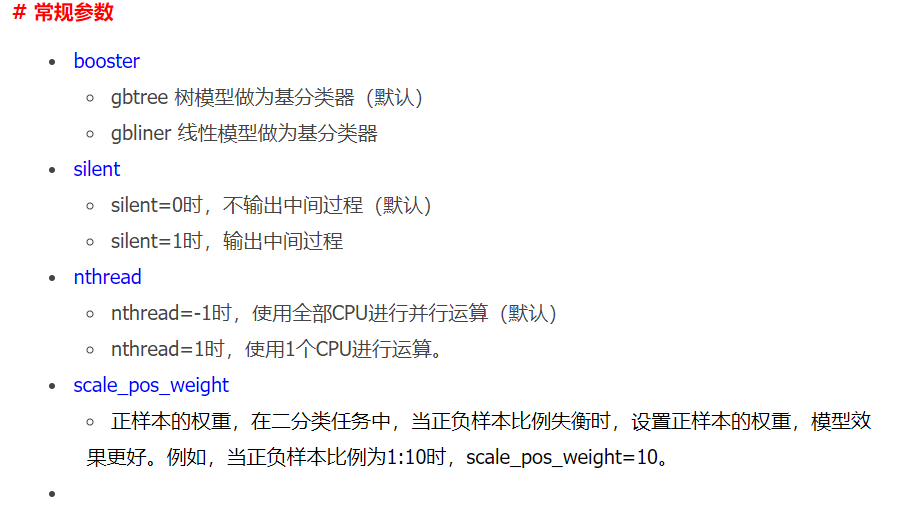 # 常规参数
booster
gbtree 树模型做为基分类器（默认）
gbliner 线性模型做为基分类器
silent
silent=0时，不输出中间过程（默认）
silent=1时，输出中间过程
nthread
nthread=-1时，使用全部CPU进行并行运算（默认）
nthread=1时，使用1个CPU进行运算。
scale_pos_weight
正样本的权重，在二分类任务中，当正负样本比例失衡时，设置正样本的权重，模型效
果更好。例如，当正负样本比例为1:10时，scale_pos_weight=10。